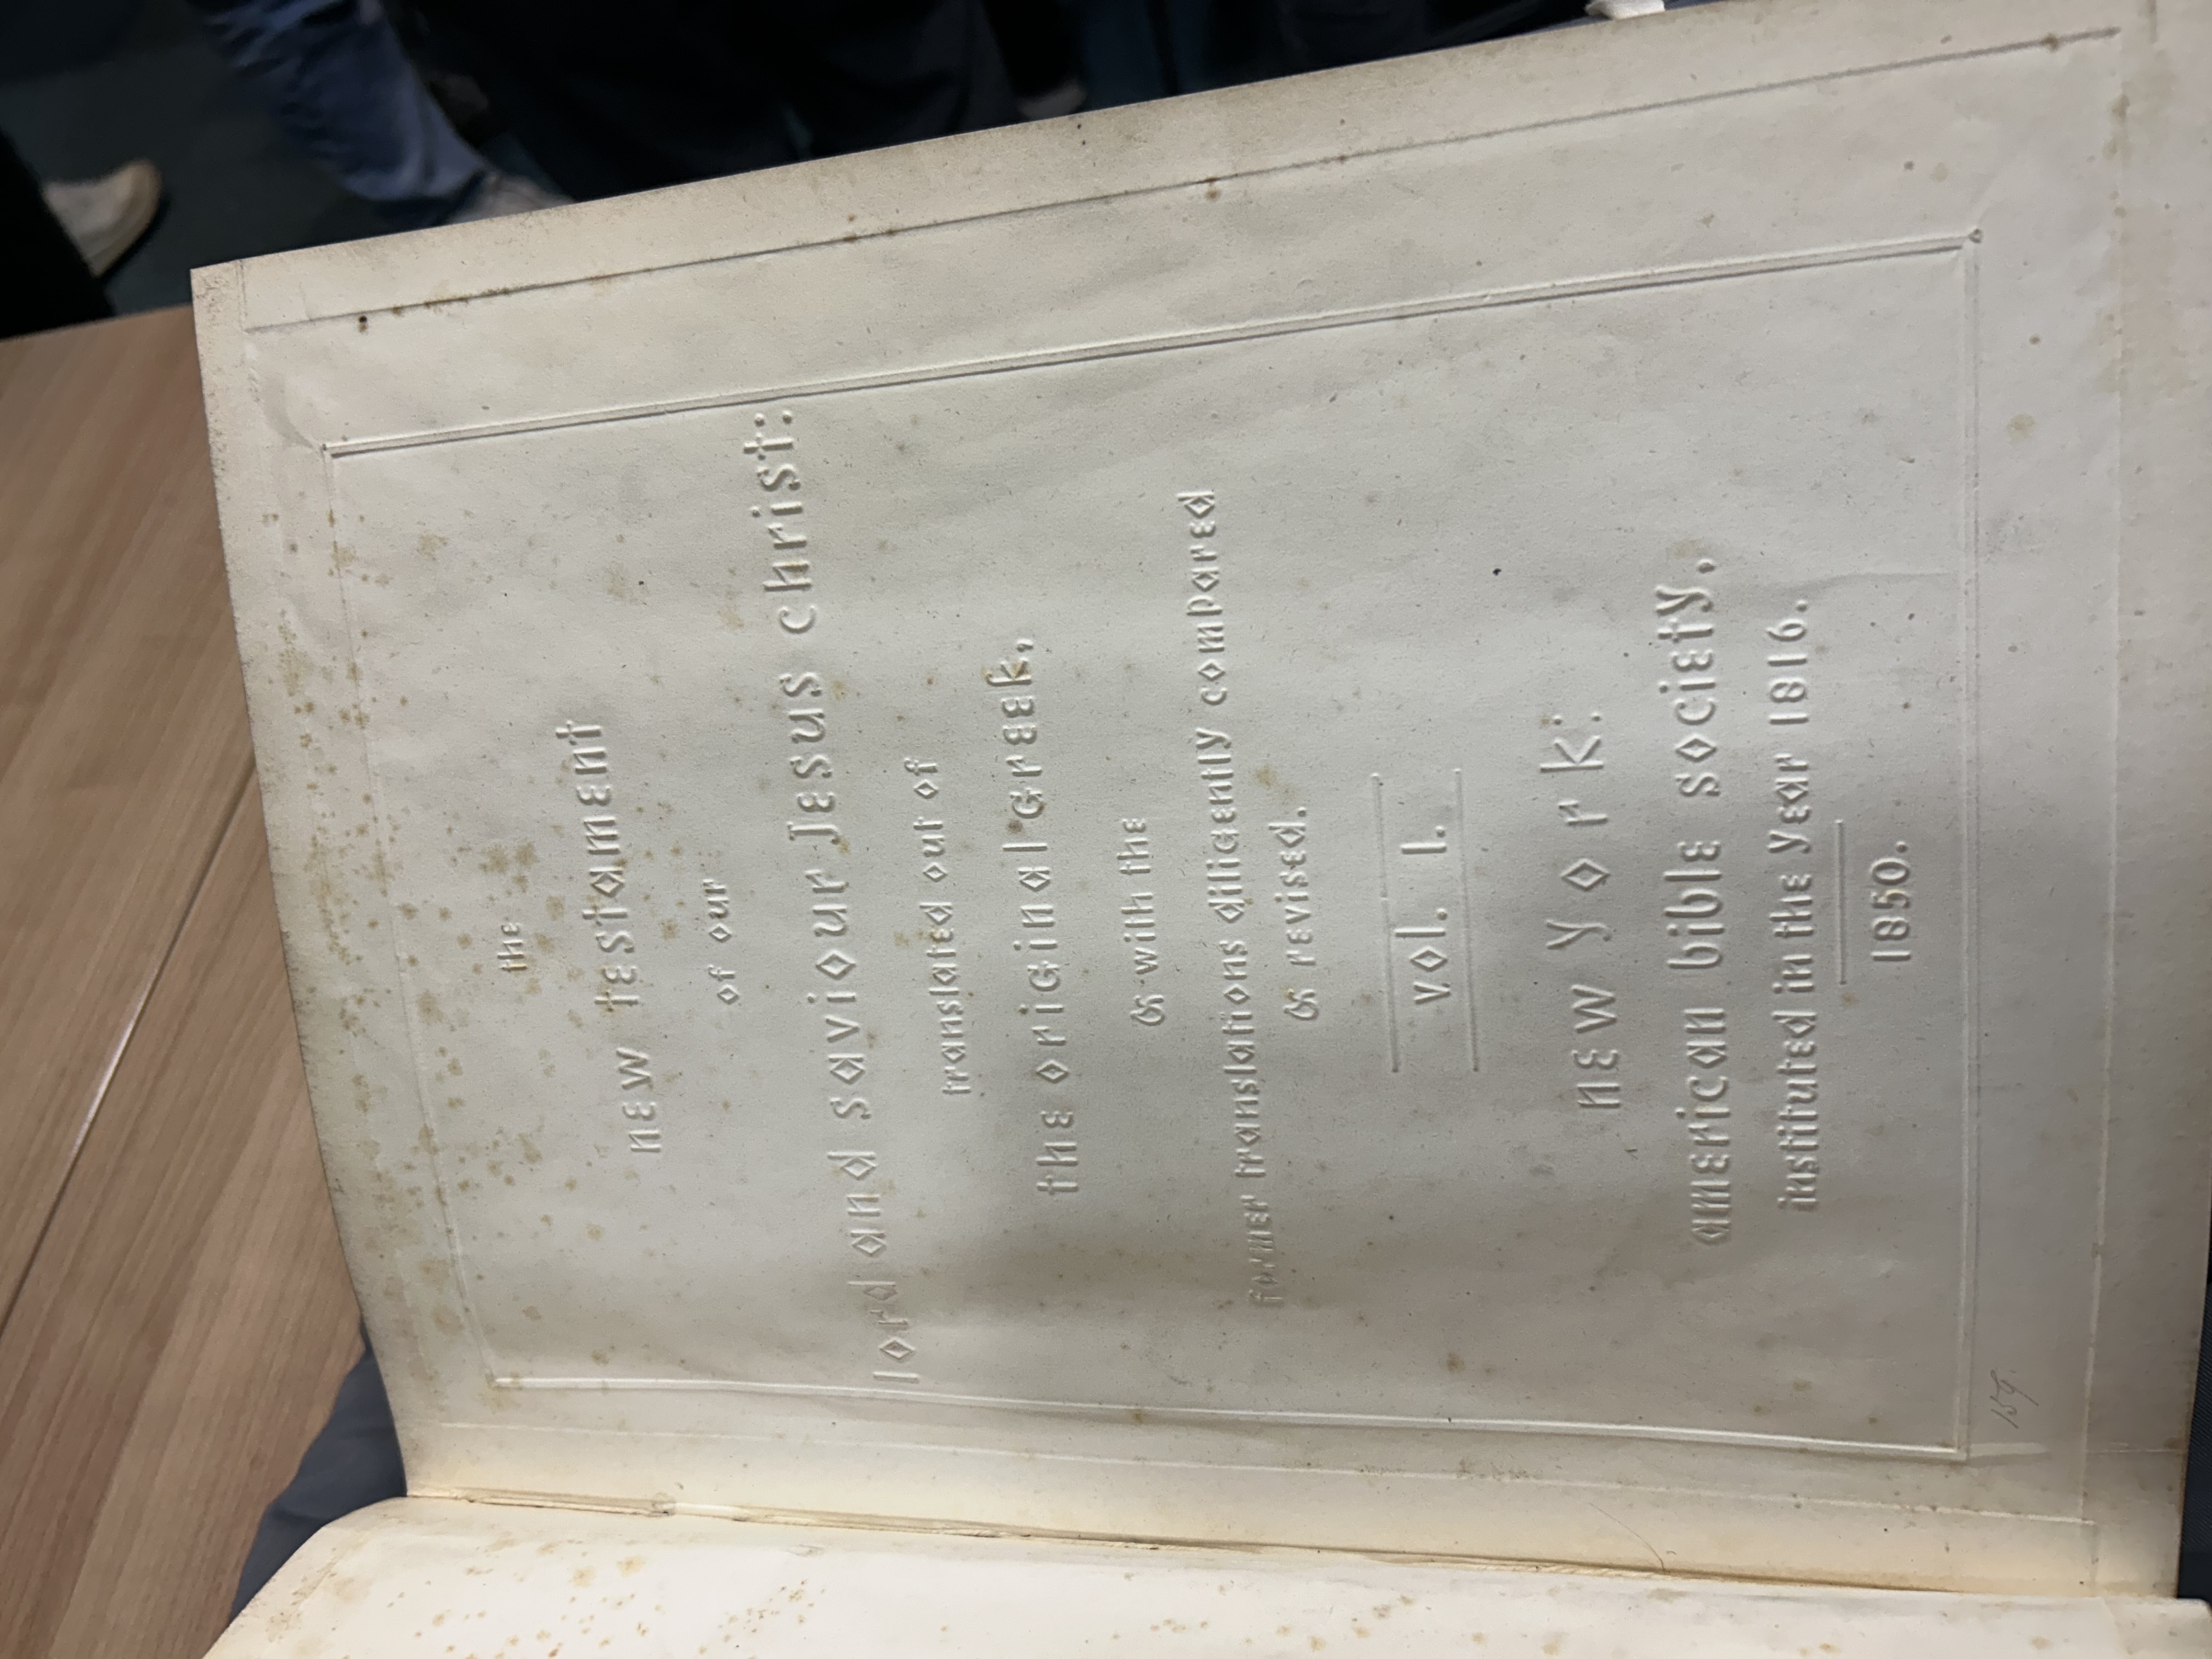 the
new testament
of our
lord and saviour Jesus christ:
translated out of
the original Greek,
& with the
former translations diligently compared
& revised.
vol. 1.
new York:
american bible society,
instituted in the Year 1816.
1850.
159.